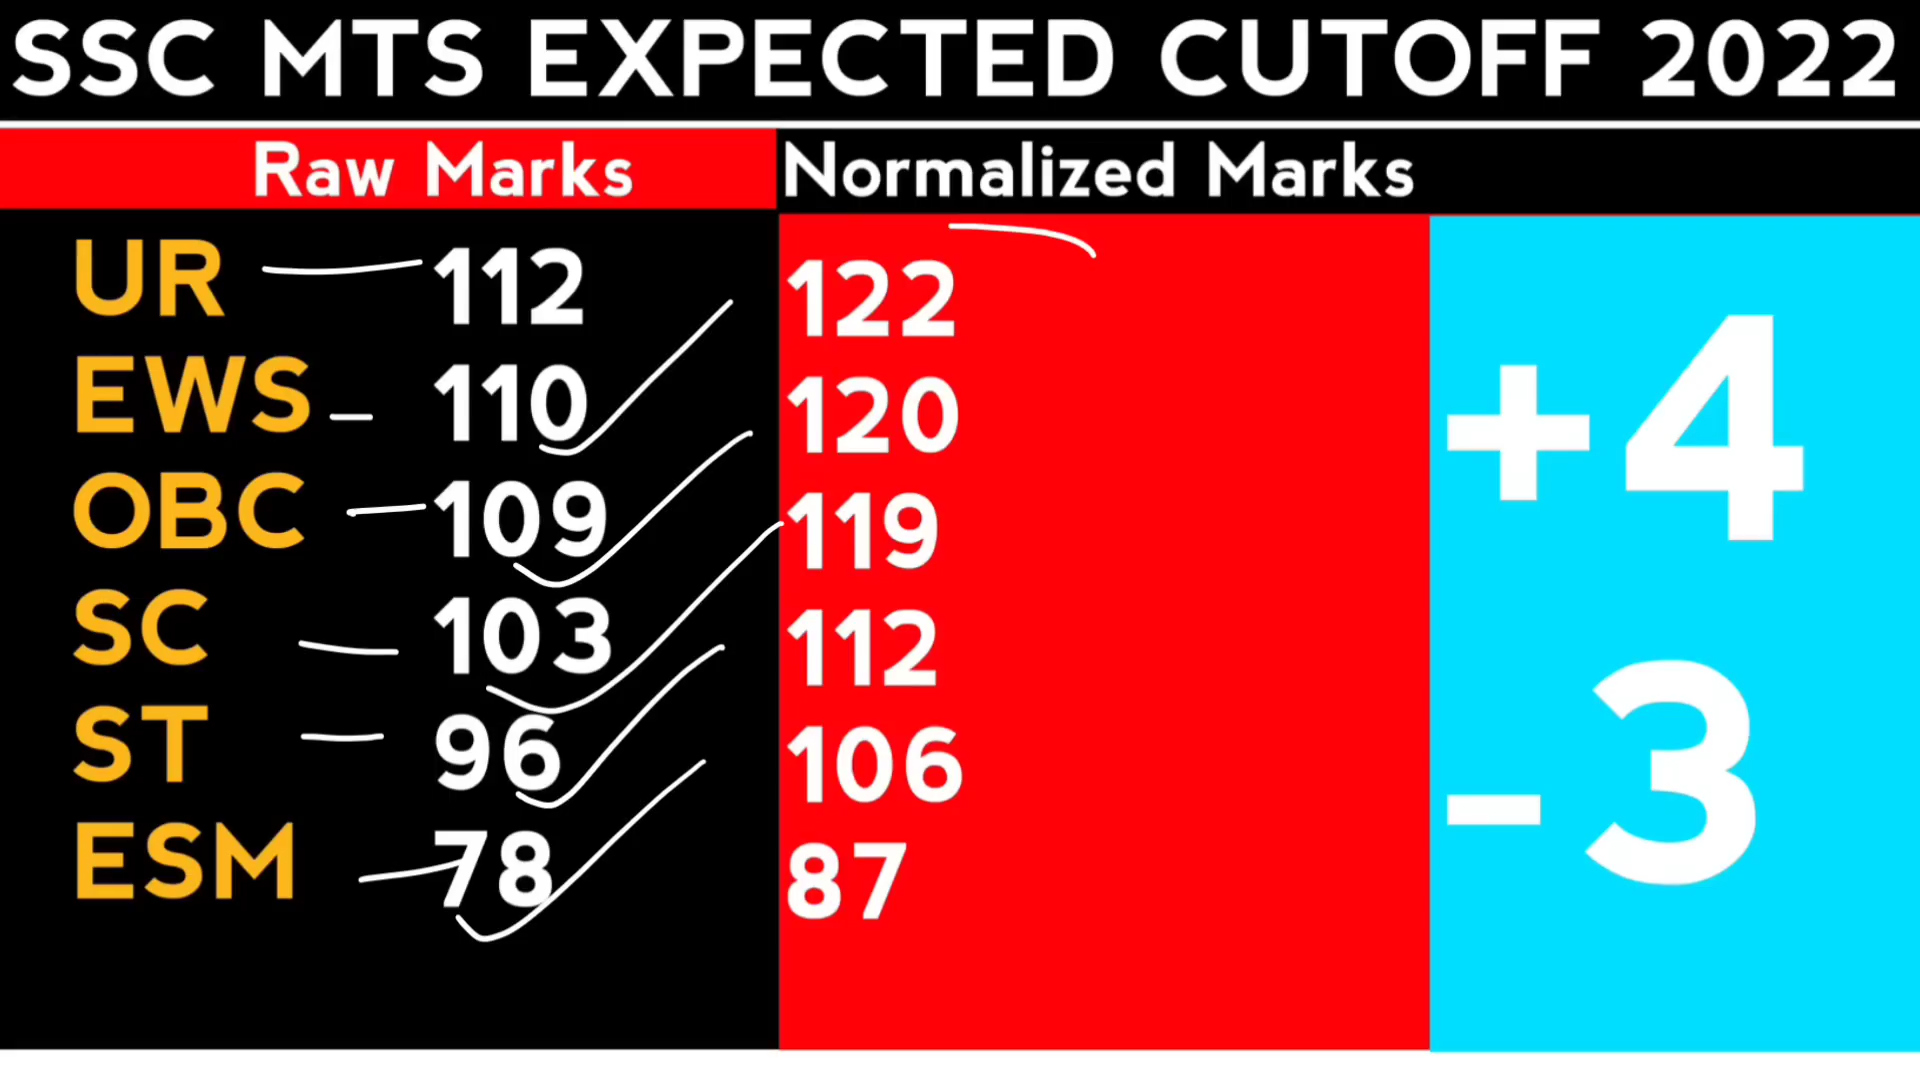 SSC MTS EXPECTED CUTOFF 2022
Raw Marks Normalized Marks
UR 112 122
EWS 110 120
OBC 109 119
SC 103 112
ST 96 106
ESM 78 87
+4
-3